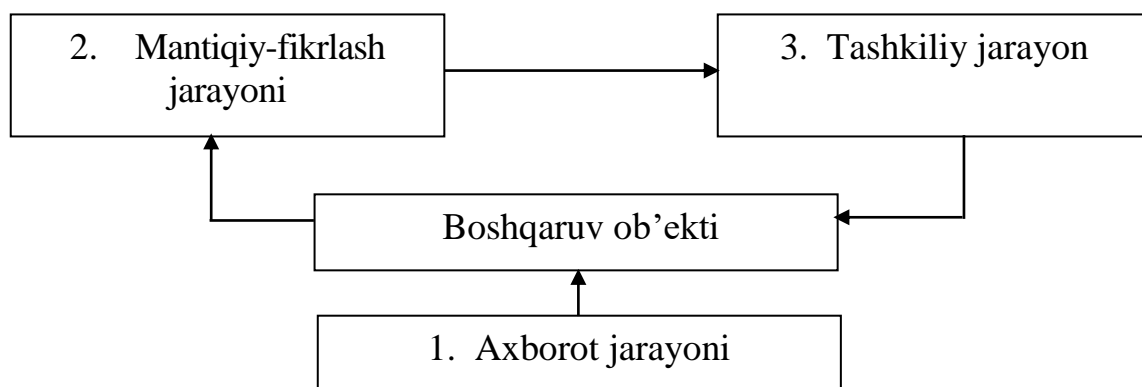 2. Mantiqiy-fikrlash
jarayoni
3. Tashkiliy jarayon
Boshqaruv ob’ekti
1. Axborot jarayoni